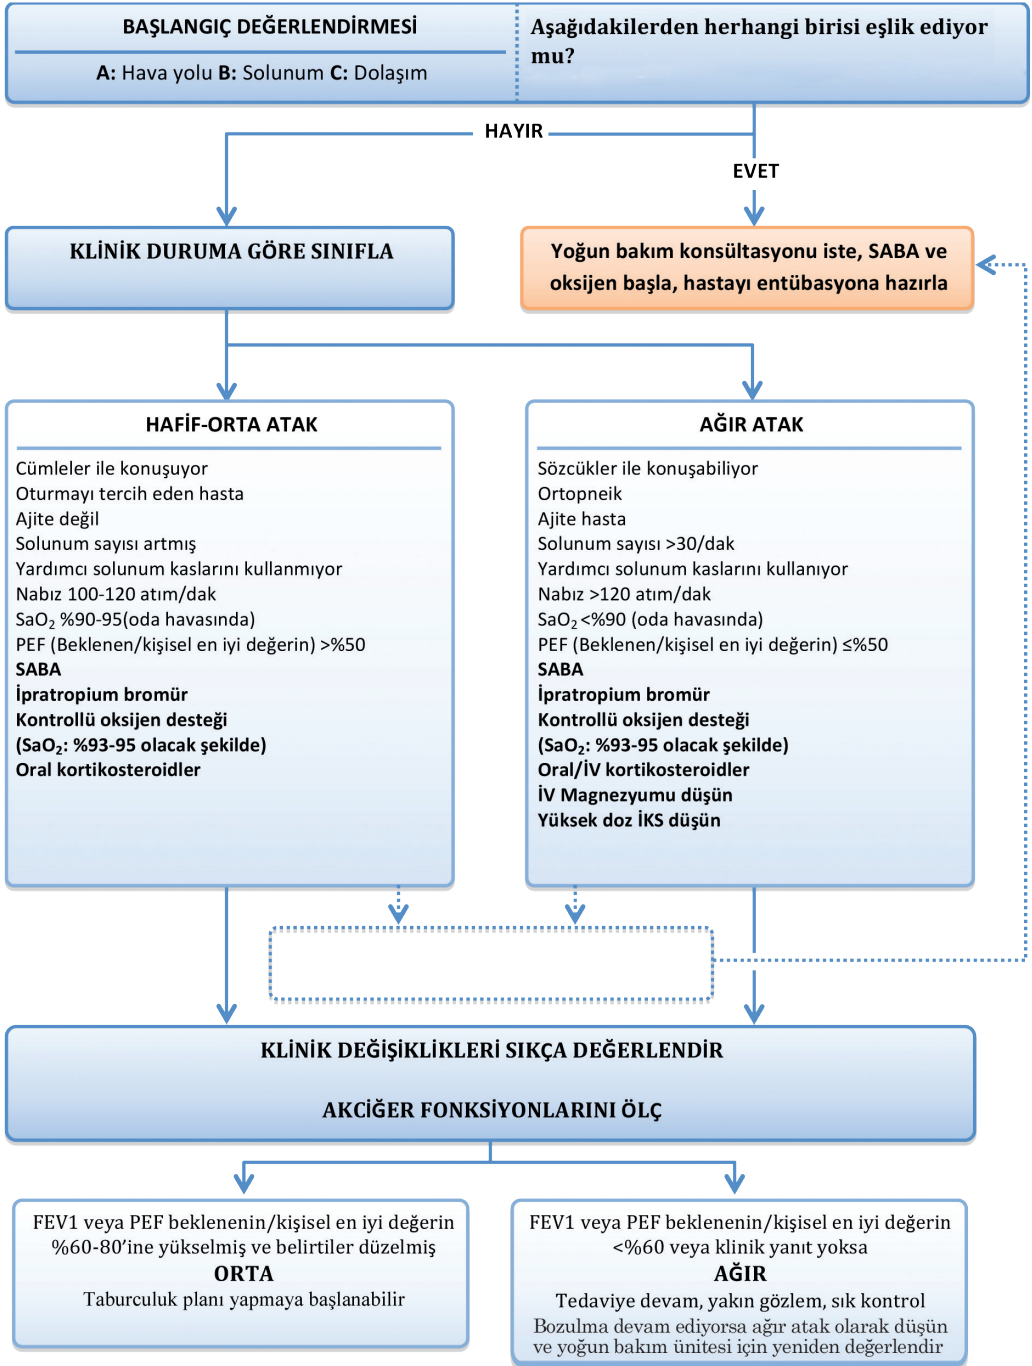 BAŞLANGIÇ DEĞERLENDİRMESİ
A: Hava yolu B: Solunum C: Dolaşım
Aşağıdakilerden herhangi birisi eşlik ediyor
mu?
HAYIR
EVET
KLİNİK DURUMA GÖRE SINIFLA
Yoğun bakım konsültasyonu iste, SABA ve
oksijen başla, hastayı entübasyona hazırla
HAFİF-ORTA ATAK
Cümleler ile konuşuyor
Oturmayı tercih eden hasta
Ajite değil
Solunum sayısı artmış
Yardımcı solunum kaslarını kullanmıyor
Nabız 100-120 atım/dak
SaO₂ %90-95(oda havasında)
PEF (Beklenen/kişisel en iyi değerin) >%50
SABA
İpratropium bromür
Kontrollü oksijen desteği
(SaO₂: %93-95 olacak şekilde)
Oral kortikosteroidler
AĞIR ATAK
Sözcükler ile konuşabiliyor
Ortopneik
Ajite hasta
Solunum sayısı >30/dak
Yardımcı solunum kaslarını kullanıyor
Nabız >120 atım/dak
SaO₂ <%90 (oda havasında)
PEF (Beklenen/kişisel en iyi değerin) ≤%50
SABA
İpratropium bromür
Kontrollü oksijen desteği
(SaO₂: %93-95 olacak şekilde)
Oral/İV kortikosteroidler
İV Magnezyumu düşün
Yüksek doz İKS düşün
KLİNİK DEĞİŞİKLİKLERİ SIKÇA DEĞERLENDİR
AKCİĞER FONKSİYONLARINI ÖLÇ
FEV1 veya PEF beklenenin/kişisel en iyi değerin
%60-80’ine yükselmiş ve belirtiler düzelmiş
ORTA
Taburculuk planı yapmaya başlanabilir
FEV1 veya PEF beklenenin/kişisel en iyi değerin
<%60 veya klinik yanıt yoksa
AĞIR
Tedaviye devam, yakın gözlem, sık kontrol
Bozulma devam ediyorsa ağır atak olarak düşün
ve yoğun bakım ünitesi için yeniden değerlendir